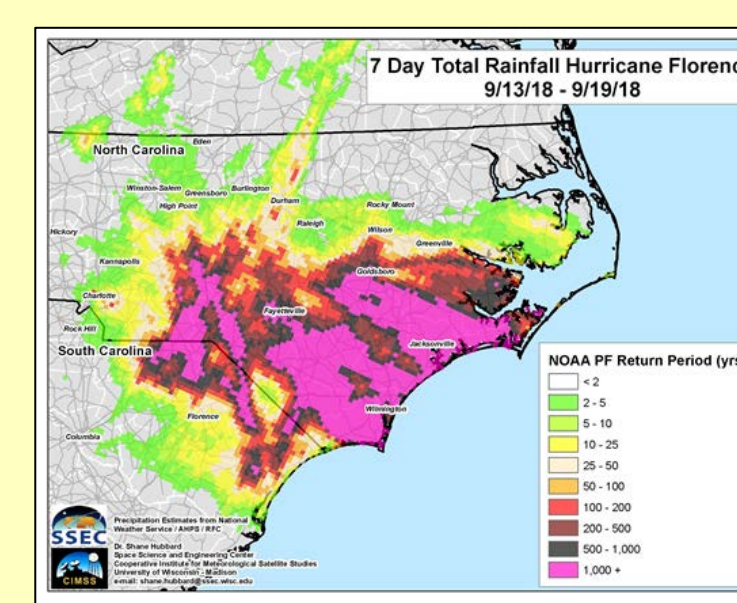 7 Day Total Rainfall Hurricane Florenc
9/13/18 - 9/19/18
North Carolina
Eden
Winston-Salem
Greensboro
Burlington
High Point
Durham
Rocky Mount
Raleigh
Hickory
Wilson
Greenville
Kannapolis
Goldsboro
Charlotte
Fayetteville
Rock Hill
Jacksonville
South Carolina
Wilmington
Florence
Columbia
NOAA PF Return Period (yrs
< 2
2 - 5
5 - 10
10 - 25
25 - 50
50 - 100
100 - 200
200 - 500
500 - 1,000
1,000 +
SSEC
CIMSS
Precipitation Estimates from National
Weather Service / AHPS / RFC
Dr. Shane Hubbard
Space Science and Engineering Center
Cooperative Institute for Meteorological Satellite Studies
University of Wisconsin - Madison
e-mail: shane.hubbard@ssec.wisc.edu